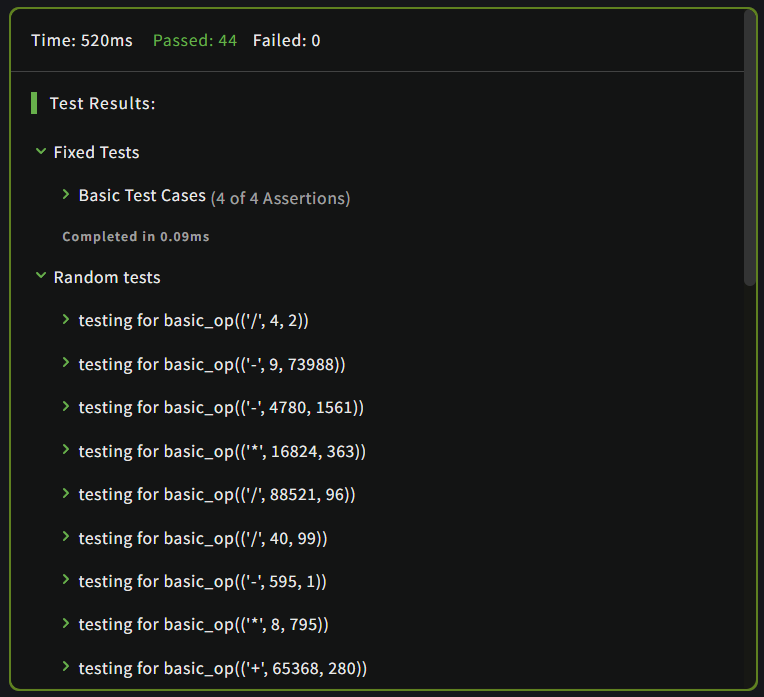 Time: 520ms Passed: 44 Failed: 0
Test Results:
Fixed Tests
Basic Test Cases (4 of 4 Assertions)
Completed in 0.09ms
Random tests
testing for basic_op(('/', 4, 2))
testing for basic_op(('-', 9, 73988))
testing for basic_op(('-', 4780, 1561))
testing for basic_op(('*', 16824, 363))
testing for basic_op(('/', 88521, 96))
testing for basic_op(('/', 40, 99))
testing for basic_op(('-', 595, 1))
testing for basic_op(('*', 8, 795))
testing for basic_op(('+', 65368, 280))